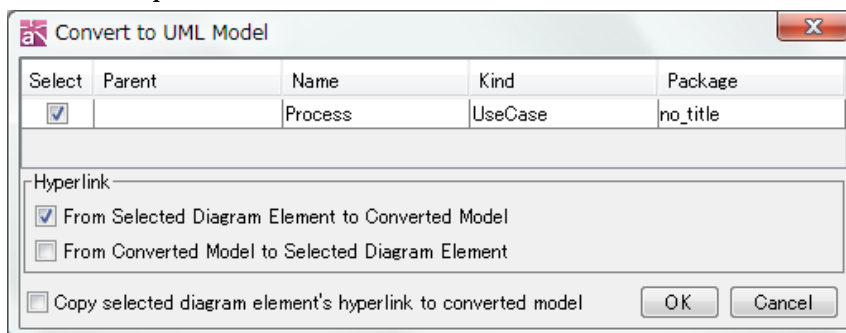 Convert to UML Model
Select Parent Name Kind Package
Process UseCase no_title
Hyperlink
From Selected Diagram Element to Converted Model
From Converted Model to Selected Diagram Element
Copy selected diagram element's hyperlink to converted model OK Cancel